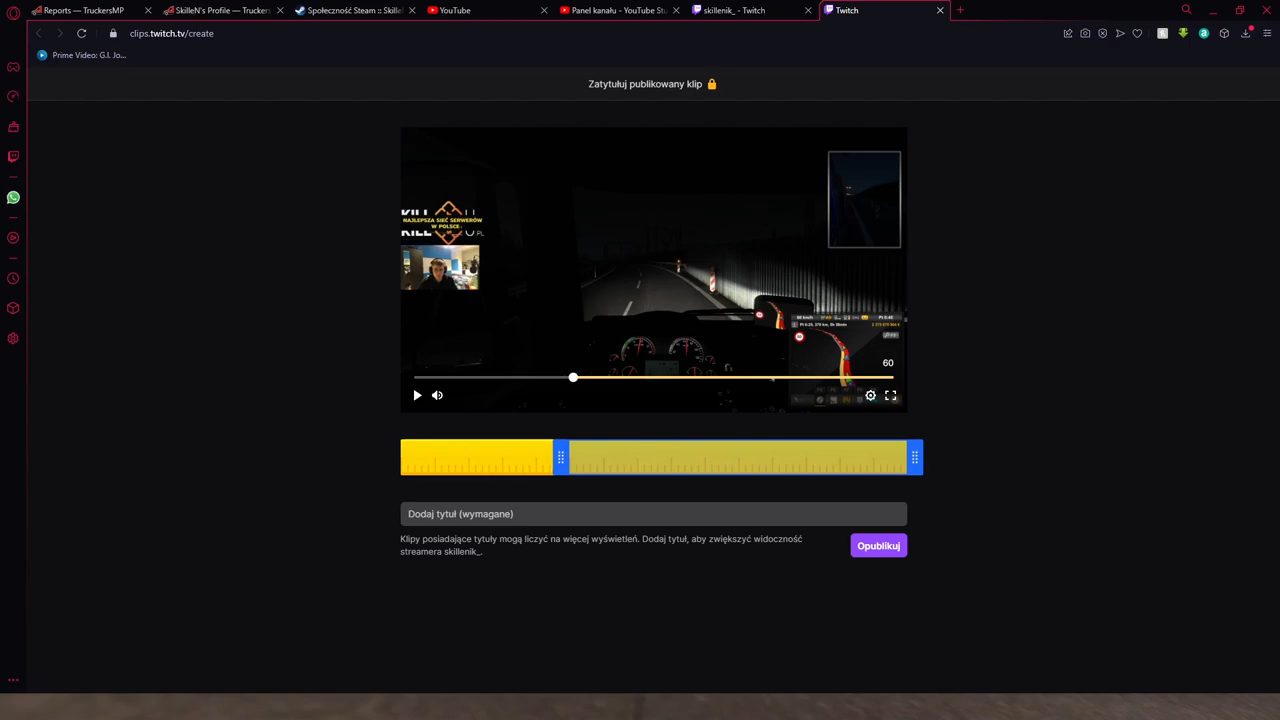 Reports — TruckersMP
SkilleN's Profile — Truckers
Społeczność Steam :: Skille
YouTube
Panel kanału - YouTube Stu
skillenik_ - Twitch
Twitch
clips.twitch.tv/create
Prime Video: G.I. Jo...
Zatytułuj publikowany klip
NAJLEPSZA SIEĆ SERWERÓW
W POLSCE
60
Dodaj tytuł (wymagane)
Klipy posiadające tytuły mogą liczyć na więcej wyświetleń. Dodaj tytuł, aby zwiększyć widoczność
streamera skillenik_.
Opublikuj